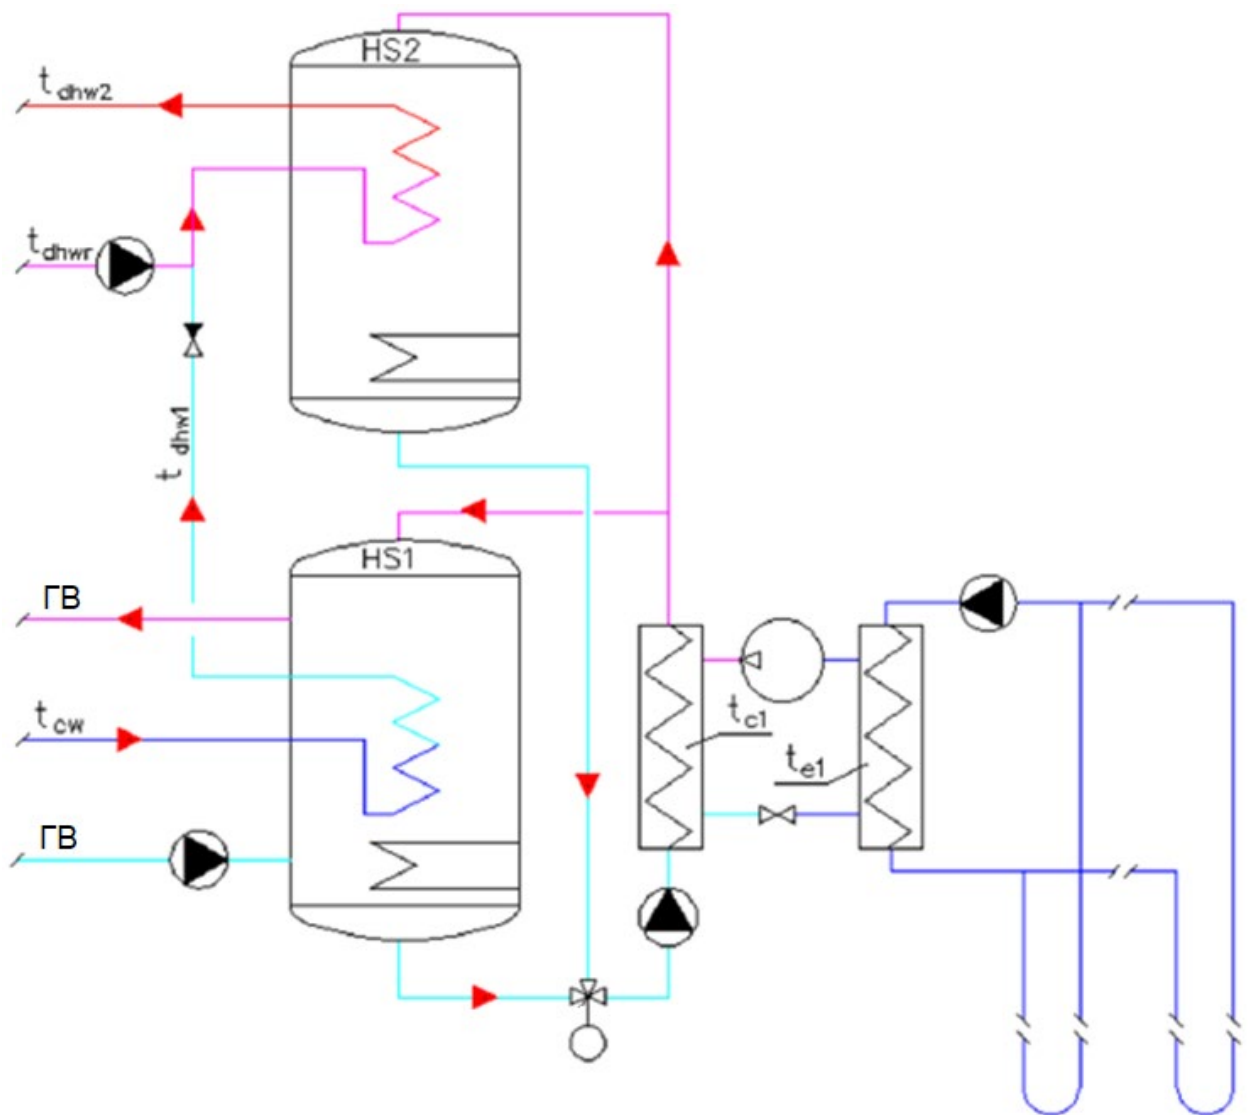 HS2
t dhw2
t dhwr
t dhw1
HS1
ГВ
t cw
t c1
t e1
ГВ